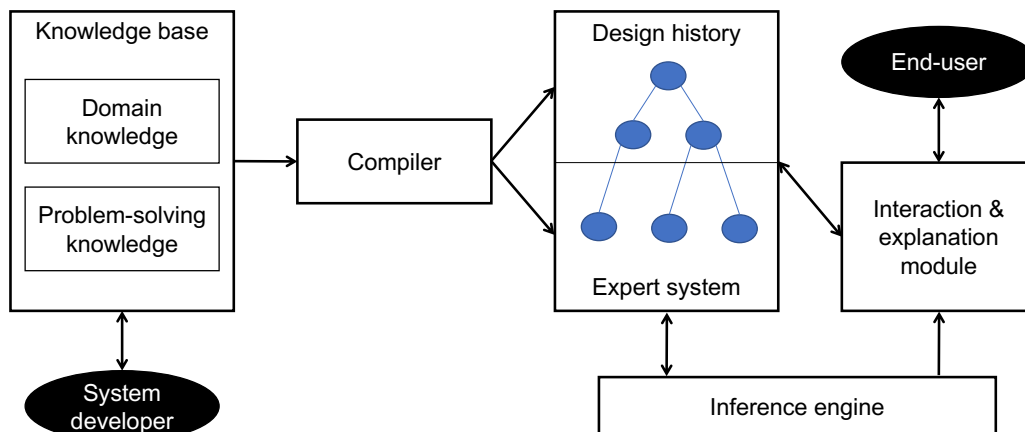 Knowledge base
Domain
knowledge
Problem-solving
knowledge
System
developer
Compiler
Design history
Expert system
End-user
Interaction &
explanation
module
Inference engine